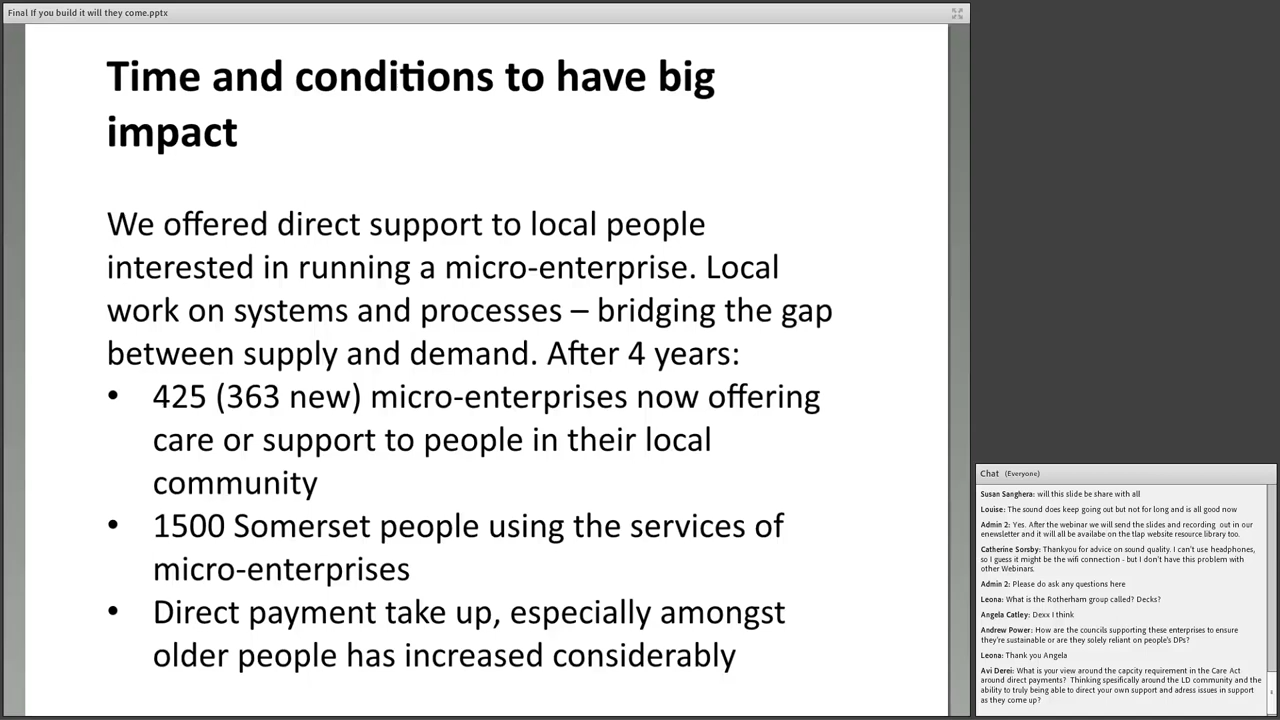 Final If you build it will they come.pptx
Time and conditions to have big
impact
We offered direct support to local people
interested in running a micro-enterprise. Local
work on systems and processes – bridging the gap
between supply and demand. After 4 years:
• 425 (363 new) micro-enterprises now offering
care or support to people in their local
community
• 1500 Somerset people using the services of
micro-enterprises
• Direct payment take up, especially amongst
older people has increased considerably
Chat (Everyone)
Susan Sanghera: will this slide be share with all
Louise: The sound does keep going out but not for long and is all good now
Admin 2: Yes. After the webinar we will send the slides and recording out in our
enewsletter and it will all be availabe on the tlap website resource library too.
Catherine Sorsby: Thankyou for advice on sound quality. I can't use headphones,
so I guess it might be the wifi connection - but I don't have this problem with
other Webinars.
Admin 2: Please do ask any questions here
Leona: What is the Rotherham group called? Decks?
Angela Catley: Dexx I think
Andrew Power: How are the councils supporting these enterprises to ensure
they're sustainable or are they solely reliant on people's DPs?
Leona: Thank you Angela
Avi Derei: What is your view around the capcity requirement in the Care Act
around direct payments? Thinking spesifically around the LD community and the
ability to truly being able to direct your own support and adress issues in support
as they come up?